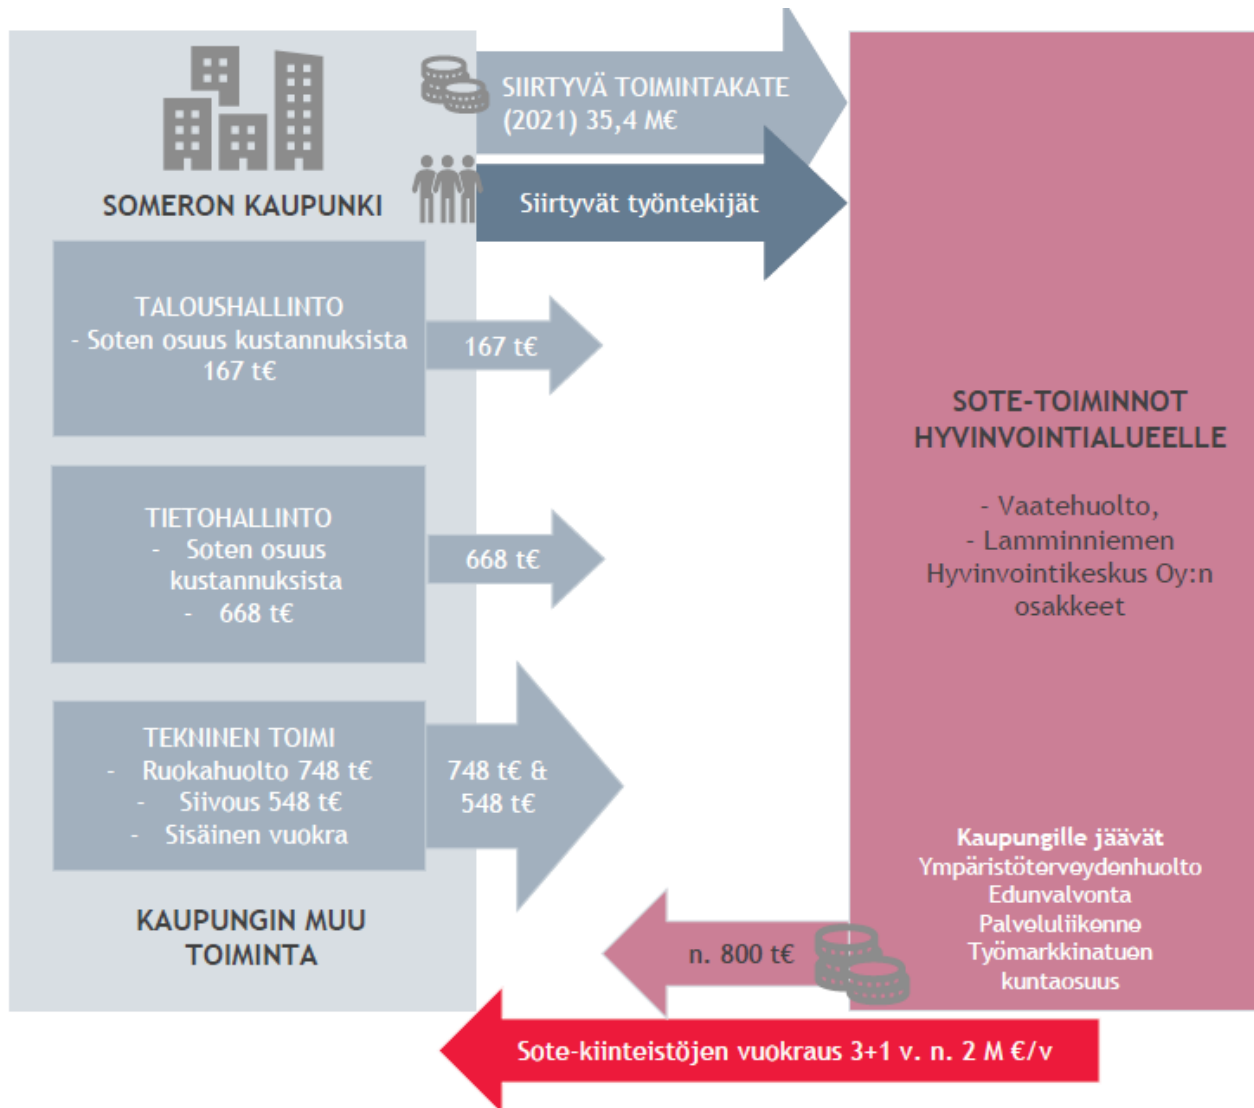 SIIRTYVÄ TOIMINTAKATE
(2021) 35,4 M€
SOMERON KAUPUNKI
Siirtyvät työntekijät
TALOUSHALLINTO
- Soten osuus kustannuksista
167 t€
167 t€
TIETOHALLINTO
- Soten osuus
kustannuksista
- 668 t€
668 t€
TEKNINEN TOIMI
- Ruokahuolto 748 t€
- Siivous 548 t€
- Sisäinen vuokra
748 t€ &
548 t€
KAUPUNGIN MUU
TOIMINTA
SOTE-TOIMINNOT
HYVINVOINTIALUEELLE
- Vaatehuolto,
- Lamminniemen
Hyvinvointikeskus Oy:n
osakkeet
Kaupungille jäävät
Ympäristöterveydenhuolto
Edunvalvonta
Palveluliikenne
Työmarkkinatuen
kuntaosuus
n. 800 t€
Sote-kiinteistöjen vuokraus 3+1 v. n. 2 M €/v